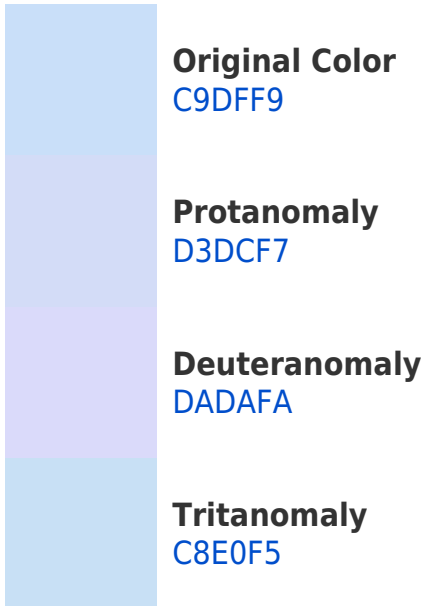 Original Color
C9DFF9
Protanomaly
D3DCF7
Deuteranomaly
DADAFA
Tritanomaly
C8E0F5